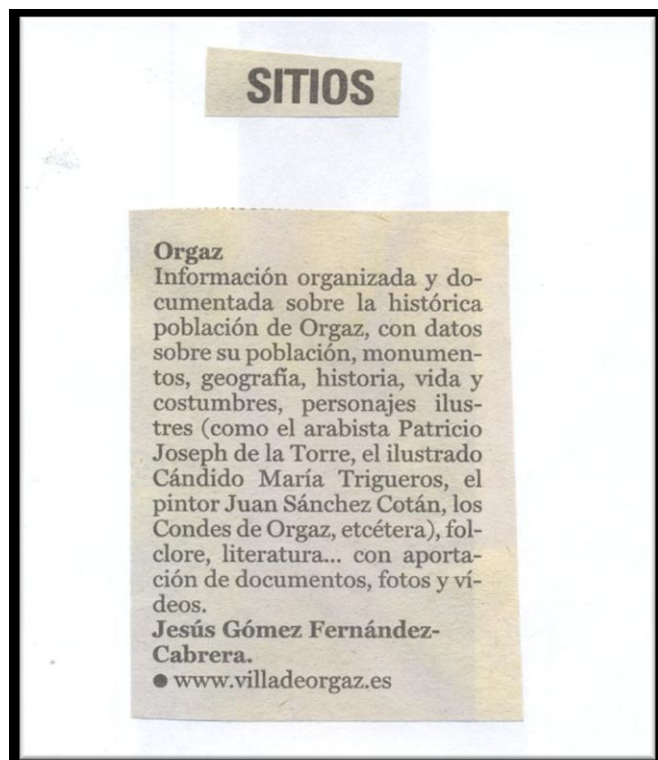 SITIOS
Orgaz
Información organizada y do-
cumentada sobre la histórica
población de Orgaz, con datos
sobre su población, monumen-
tos, geografía, historia, vida y
costumbres, personajes ilus-
tres (como el arabista Patricio
Joseph de la Torre, el ilustrado
Cándido María Trigueros, el
pintor Juan Sánchez Cotán, los
Condes de Orgaz, etcétera), fol-
clore, literatura... con aporta-
ción de documentos, fotos y ví-
deos.
Jesús Gómez Fernández-
Cabrera.
● www.villadeorgaz.es